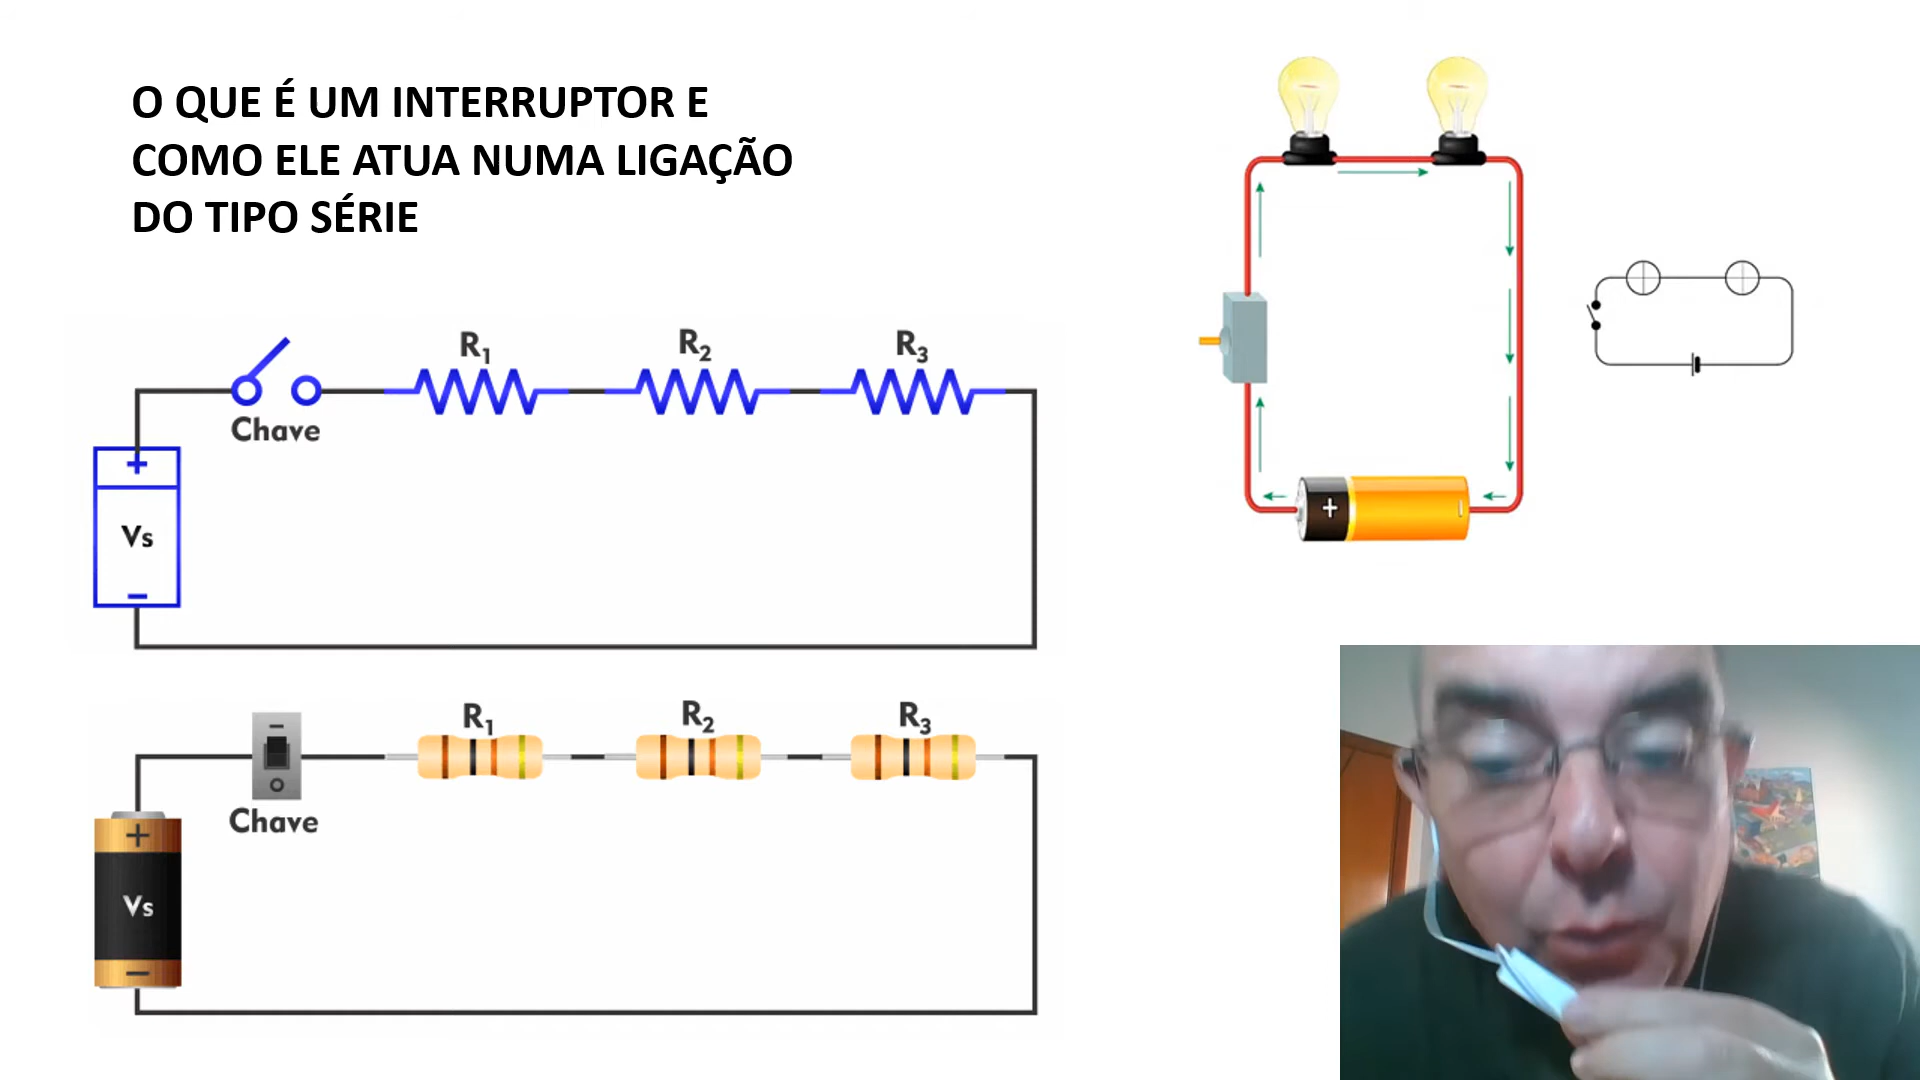 O QUE É UM INTERRUPTOR E
COMO ELE ATUA NUMA LIGAÇÃO
DO TIPO SÉRIE
R1
R2
R3
Chave
+
Vs
−
+
−
R1
R2
R3
Chave
+
Vs
−